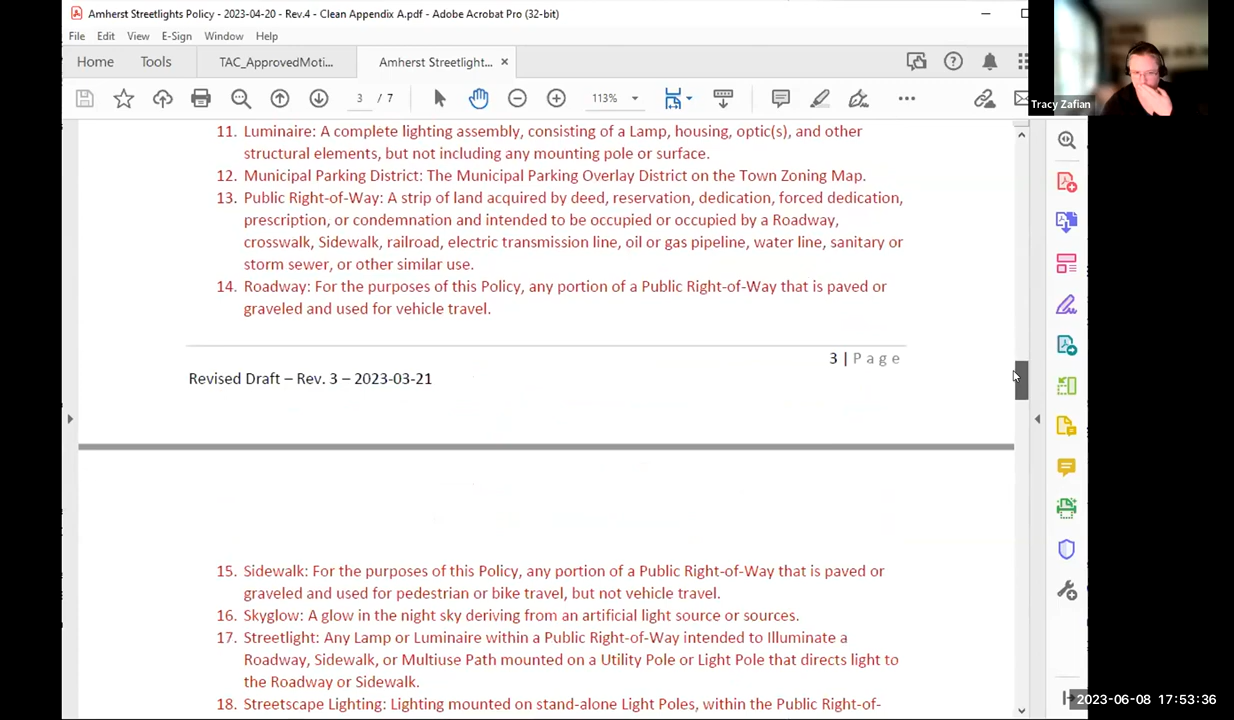 Amherst Streetlights Policy - 2023-04-20 - Rev.4 - Clean Appendix A.pdf - Adobe Acrobat Pro (32-bit)
File Edit View E-Sign Window Help
Home Tools TAC_ApprovedMoti... Amherst Streetlight... ×
3 / 7 113%
Tracy Zafian
11. Luminaire: A complete lighting assembly, consisting of a Lamp, housing, optic(s), and other
structural elements, but not including any mounting pole or surface.
12. Municipal Parking District: The Municipal Parking Overlay District on the Town Zoning Map.
13. Public Right-of-Way: A strip of land acquired by deed, reservation, dedication, forced dedication,
prescription, or condemnation and intended to be occupied or occupied by a Roadway,
crosswalk, Sidewalk, railroad, electric transmission line, oil or gas pipeline, water line, sanitary or
storm sewer, or other similar use.
14. Roadway: For the purposes of this Policy, any portion of a Public Right-of-Way that is paved or
graveled and used for vehicle travel.
3 | P a g e
Revised Draft – Rev. 3 – 2023-03-21
15. Sidewalk: For the purposes of this Policy, any portion of a Public Right-of-Way that is paved or
graveled and used for pedestrian or bike travel, but not vehicle travel.
16. Skyglow: A glow in the night sky deriving from an artificial light source or sources.
17. Streetlight: Any Lamp or Luminaire within a Public Right-of-Way intended to Illuminate a
Roadway, Sidewalk, or Multiuse Path mounted on a Utility Pole or Light Pole that directs light to
the Roadway or Sidewalk.
18. Streetscape Lighting: Lighting mounted on stand-alone Light Poles, within the Public Right-of-
2023-06-08 17:53:36